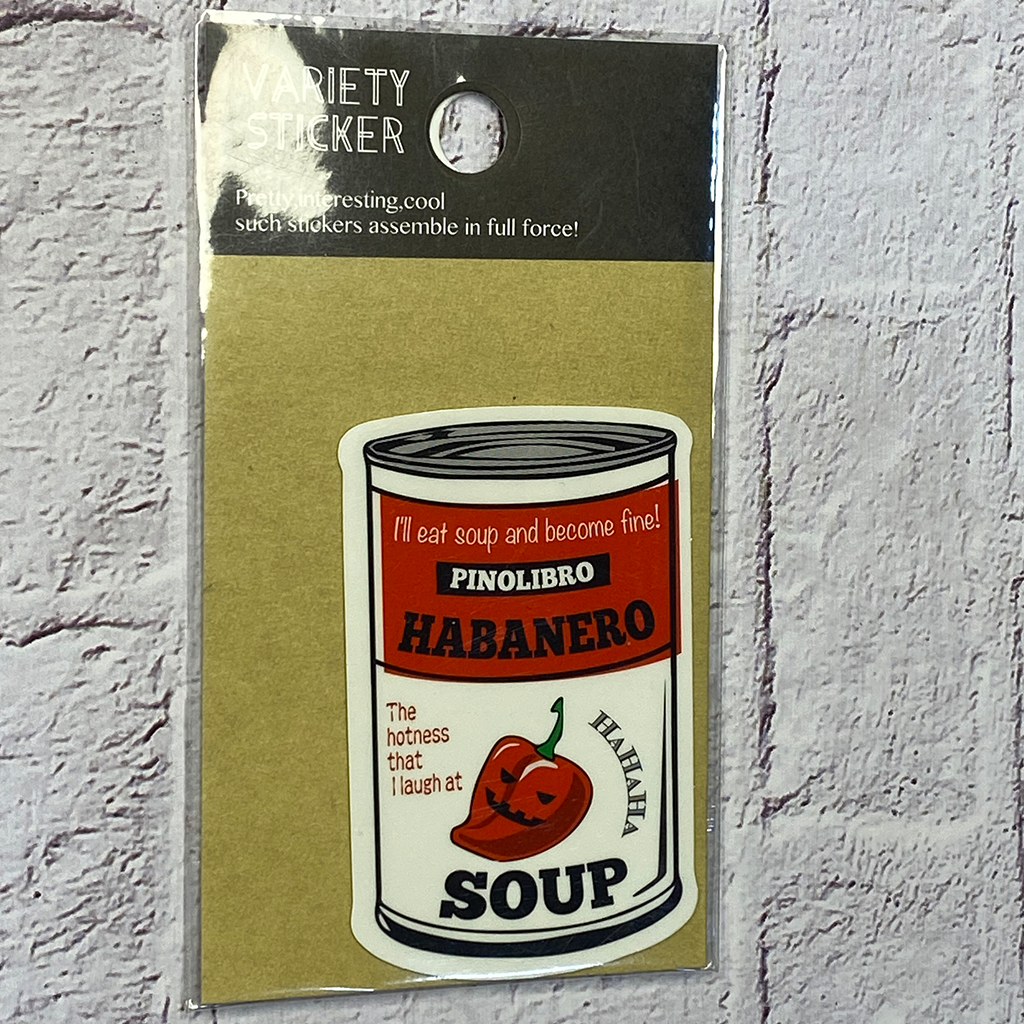 VARIETY
STICKER
Pretty,interesting,cool
such stickers assemble in full force!
I'll eat soup and become fine!
PINOLIBRO
HABANERO
The
hotness
that
I laugh at
HAHAHA
SOUP